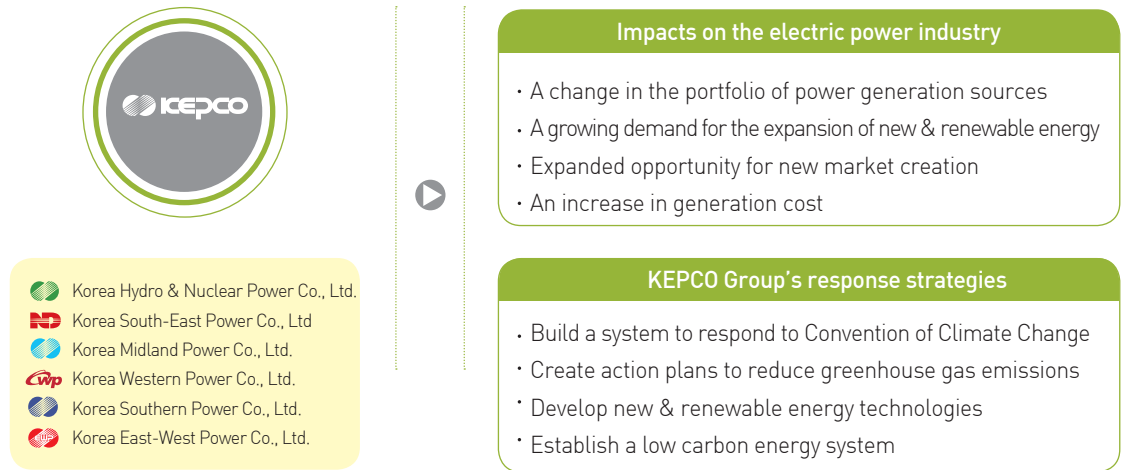 KEPCO
Korea Hydro & Nuclear Power Co., Ltd.
ND Korea South-East Power Co., Ltd
Korea Midland Power Co., Ltd.
cwp Korea Western Power Co., Ltd.
Korea Southern Power Co., Ltd.
Korea East-West Power Co., Ltd.
Impacts on the electric power industry
· A change in the portfolio of power generation sources
· A growing demand for the expansion of new & renewable energy
· Expanded opportunity for new market creation
· An increase in generation cost
KEPCO Group's response strategies
· Build a system to respond to Convention of Climate Change
· Create action plans to reduce greenhouse gas emissions
· Develop new & renewable energy technologies
· Establish a low carbon energy system